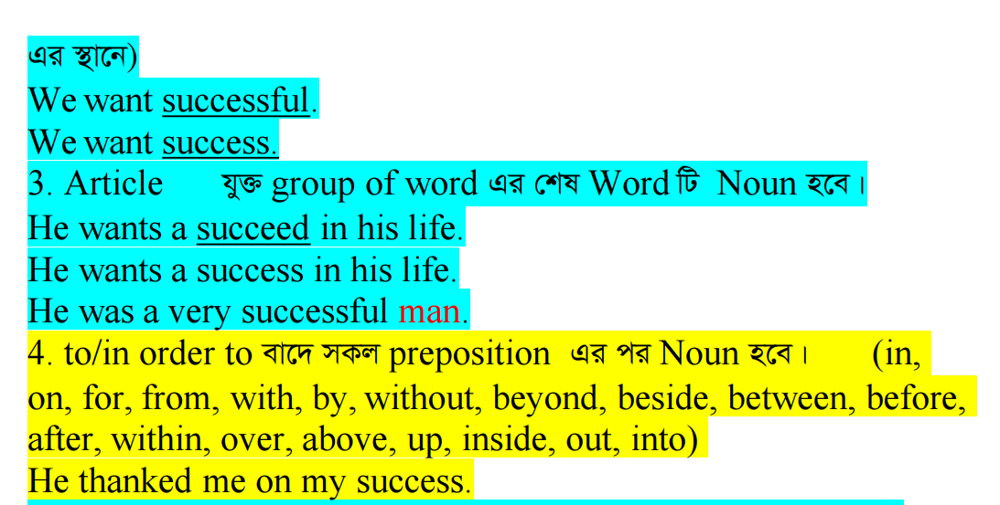 এর স্থানে)
We want successful.
We want success.
3. Article যুক্ত group of word এর শেষ Word টি Noun হবে।
He wants a succeed in his life.
He wants a success in his life.
He was a very successful man.
4. to/in order to বাদে সকল preposition এর পর Noun হবে। (in,
on, for, from, with, by, without, beyond, beside, between, before,
after, within, over, above, up, inside, out, into)
He thanked me on my success.